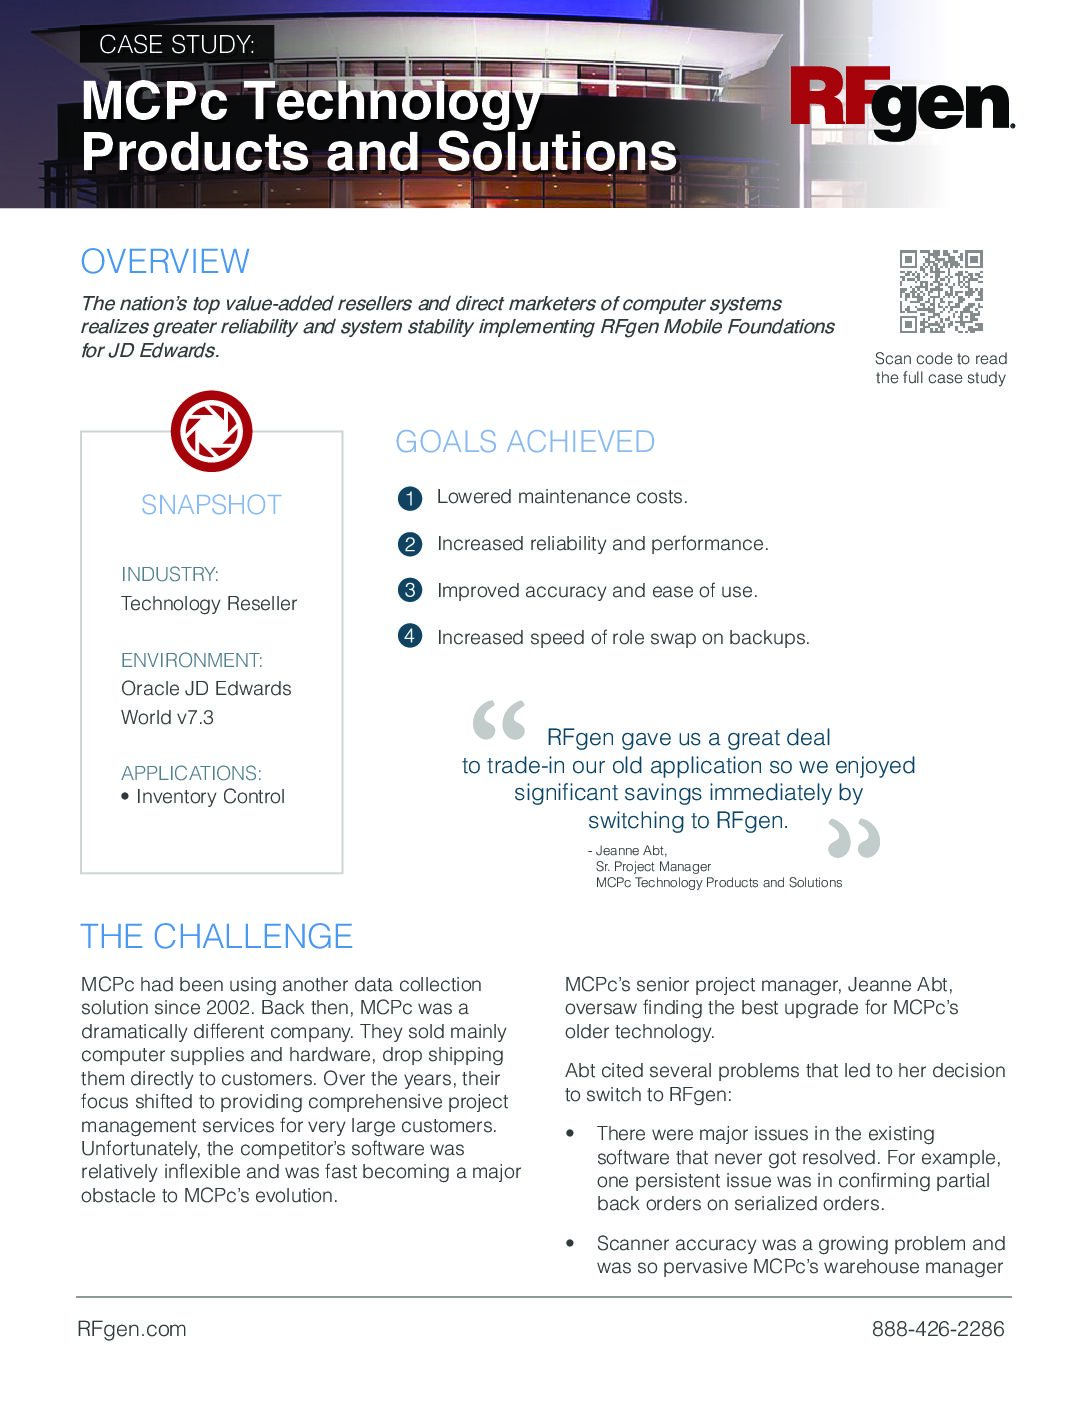 CASE STUDY:
MCPc Technology
Products and Solutions
RFgen.
OVERVIEW
The nation's top value-added resellers and direct marketers of computer systems
realizes greater reliability and system stability implementing RFgen Mobile Foundations
for JD Edwards.
Scan code to read
the full case study
SNAPSHOT
INDUSTRY:
Technology Reseller
ENVIRONMENT:
Oracle JD Edwards
World v7.3
APPLICATIONS:
• Inventory Control
GOALS ACHIEVED
1 Lowered maintenance costs.
2 Increased reliability and performance.
3 Improved accuracy and ease of use.
4 Increased speed of role swap on backups.
“ RFgen gave us a great deal
to trade-in our old application so we enjoyed
significant savings immediately by
switching to RFgen. ”
- Jeanne Abt,
Sr. Project Manager
MCPc Technology Products and Solutions
THE CHALLENGE
MCPc had been using another data collection
solution since 2002. Back then, MCPc was a
dramatically different company. They sold mainly
computer supplies and hardware, drop shipping
them directly to customers. Over the years, their
focus shifted to providing comprehensive project
management services for very large customers.
Unfortunately, the competitor's software was
relatively inflexible and was fast becoming a major
obstacle to MCPc's evolution.
MCPc's senior project manager, Jeanne Abt,
oversaw finding the best upgrade for MCPc's
older technology.
Abt cited several problems that led to her decision
to switch to RFgen:
• There were major issues in the existing
software that never got resolved. For example,
one persistent issue was in confirming partial
back orders on serialized orders.
• Scanner accuracy was a growing problem and
was so pervasive MCPc's warehouse manager
RFgen.com
888-426-2286